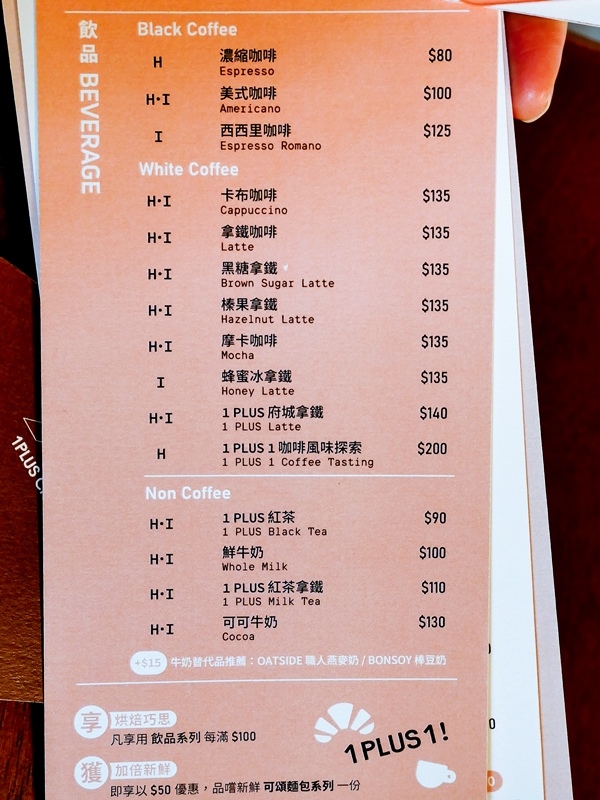 飲品 BEVERAGE
Black Coffee
H 濃縮咖啡 $80
Espresso
H·I 美式咖啡 $100
Americano
I 西西里咖啡 $125
Espresso Romano
White Coffee
H·I 卡布咖啡 $135
Cappuccino
H·I 拿鐵咖啡 $135
Latte
H·I 黑糖拿鐵 $135
Brown Sugar Latte
H·I 榛果拿鐵 $135
Hazelnut Latte
H·I 摩卡咖啡 $135
Mocha
I 蜂蜜冰拿鐵 $135
Honey Latte
H·I 1 PLUS 府城拿鐵 $140
1 PLUS Latte
H 1 PLUS 1 咖啡風味探索 $200
1 PLUS 1 Coffee Tasting
Non Coffee
H·I 1 PLUS 紅茶 $90
1 PLUS Black Tea
H·I 鮮牛奶 $100
Whole Milk
H·I 1 PLUS 紅茶拿鐵 $110
1 PLUS Milk Tea
H·I 可可牛奶 $130
Cocoa
+$15 牛奶替代品推薦：OATSIDE 職人燕麥奶 / BONSOY 棒豆奶
享 烘焙巧思
凡享用 飲品系列 每滿 $100
獲 加倍新鮮
即享以 $50 優惠，品嚐新鮮 可頌麵包系列 一份
1 PLUS 1!
1PLUS